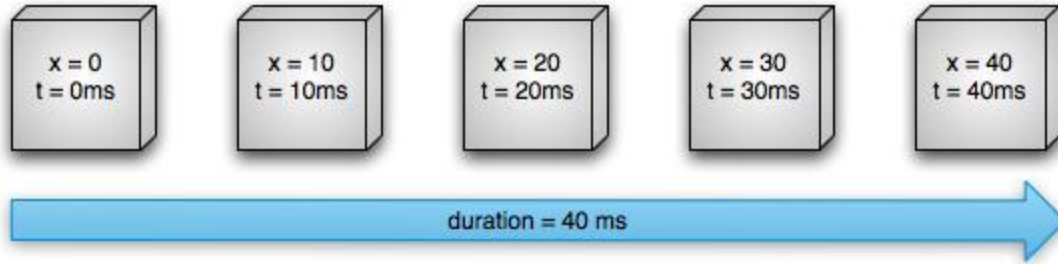 x = 0
t = 0ms
x = 10
t = 10ms
x = 20
t = 20ms
x = 30
t = 30ms
x = 40
t = 40ms
duration = 40 ms